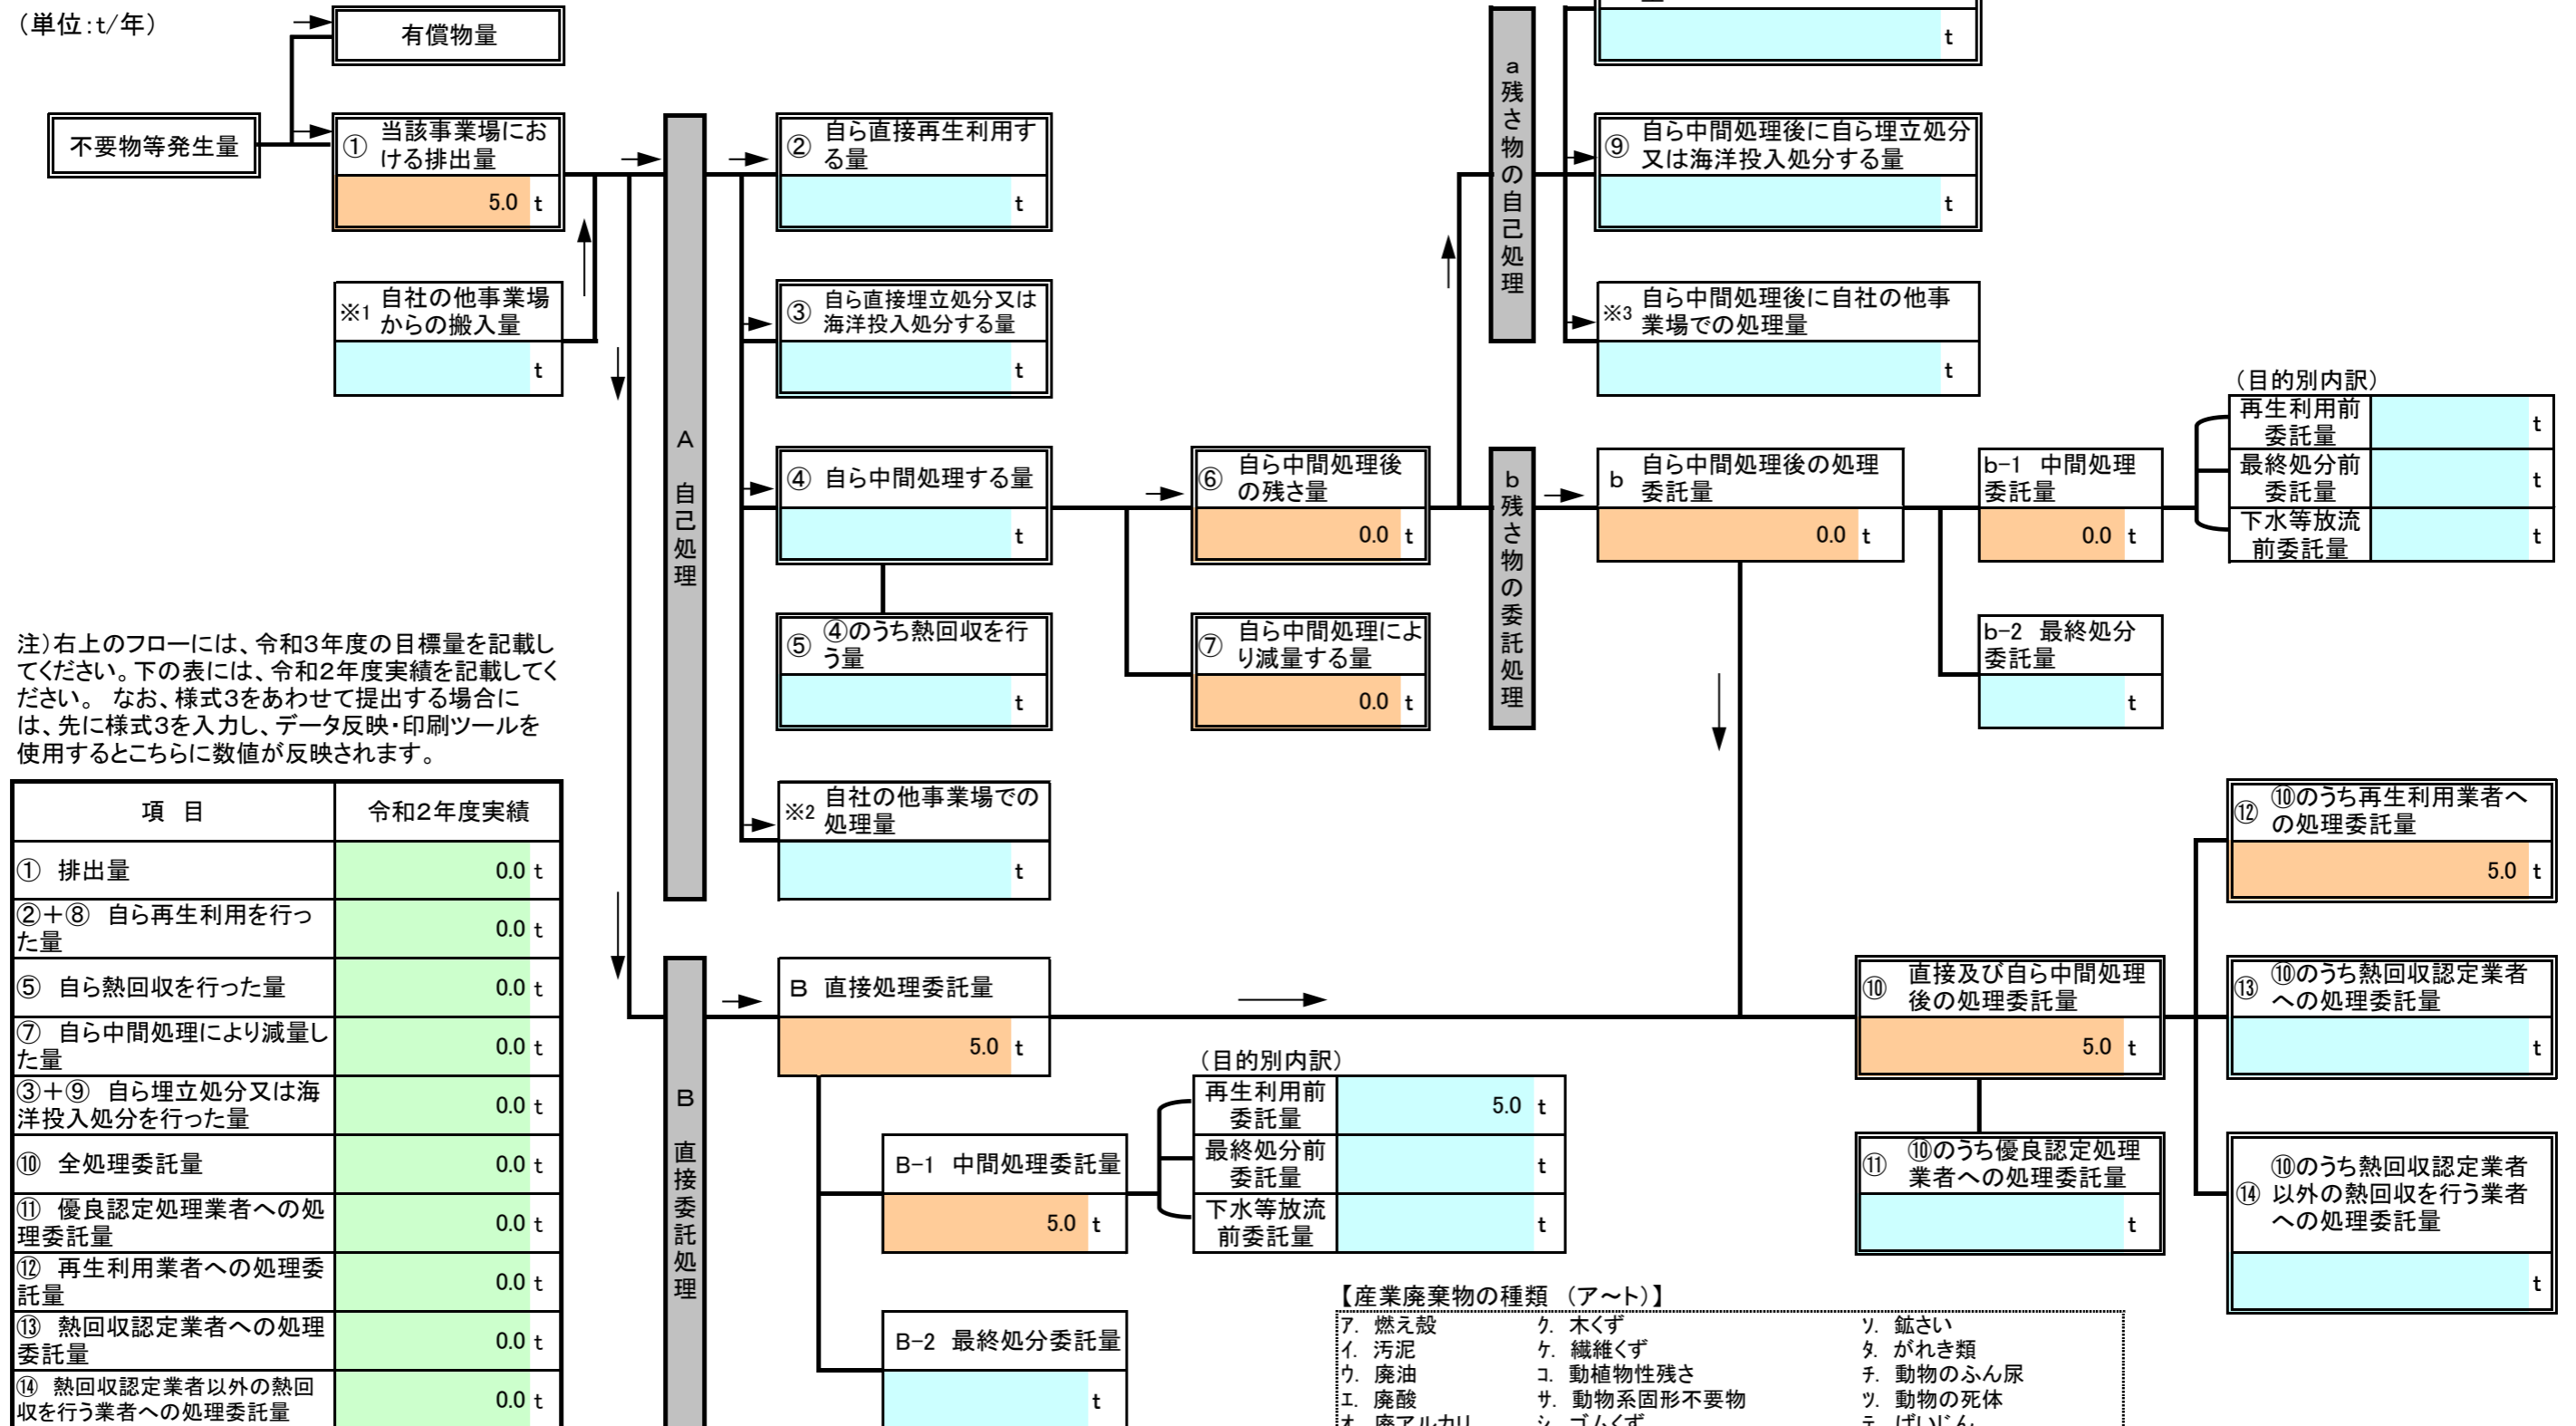 （単位:t/年）
有償物量
不要物等発生量
① 当該事業場にお
ける排出量
5.0 t
※1 自社の他事業場
からの搬入量
t
A 自己処理
② 自ら直接再生利用す
る量
t
③ 自ら直接埋立処分又は
海洋投入処分する量
t
④ 自ら中間処理する量
t
⑤ ④のうち熱回収を行
う量
t
※2 自社の他事業場での
処理量
t
⑥ 自ら中間処理後
の残さ量
0.0 t
⑦ 自ら中間処理によ
り減量する量
0.0 t
a 残さ物の自己処理
t
⑨ 自ら中間処理後に自ら埋立処分
又は海洋投入処分する量
t
※3 自ら中間処理後に自社の他事
業場での処理量
t
b 残さ物の委託処理
b 自ら中間処理後の処理
委託量
0.0 t
b-1 中間処理
委託量
0.0 t
（目的別内訳）
再生利用前
委託量
t
最終処分前
委託量
t
下水等放流
前委託量
t
b-2 最終処分
委託量
t
注）右上のフローには、令和3年度の目標量を記載し
てください。下の表には、令和2年度実績を記載してく
ださい。 なお、様式3をあわせて提出する場合に
は、先に様式3を入力し、データ反映・印刷ツールを
使用するとこちらに数値が反映されます。
項 目 令和2年度実績
① 排出量 0.0 t
②＋⑧ 自ら再生利用を行っ
た量 0.0 t
⑤ 自ら熱回収を行った量 0.0 t
⑦ 自ら中間処理により減量し
た量 0.0 t
③＋⑨ 自ら埋立処分又は海
洋投入処分を行った量 0.0 t
⑩ 全処理委託量 0.0 t
⑪ 優良認定処理業者への処
理委託量 0.0 t
⑫ 再生利用業者への処理委
託量 0.0 t
⑬ 熱回収認定業者への処理
委託量 0.0 t
⑭ 熱回収認定業者以外の熱回
収を行う業者への処理委託量 0.0 t
B 直接委託処理
B 直接処理委託量
5.0 t
B-1 中間処理委託量
5.0 t
（目的別内訳）
再生利用前
委託量
5.0 t
最終処分前
委託量
t
下水等放流
前委託量
t
B-2 最終処分委託量
t
⑩ 直接及び自ら中間処理
後の処理委託量
5.0 t
⑪ ⑩のうち優良認定処理
業者への処理委託量
t
⑫ ⑩のうち再生利用業者へ
の処理委託量
5.0 t
⑬ ⑩のうち熱回収認定業者
への処理委託量
t
⑭ ⑩のうち熱回収認定業者
以外の熱回収を行う業者
への処理委託量
t
【産業廃棄物の種類 （ア～ト）】
ア. 燃え殻 ク. 木くず ソ. 鉱さい
イ. 汚泥 ケ. 繊維くず タ. がれき類
ウ. 廃油 コ. 動植物性残さ チ. 動物のふん尿
エ. 廃酸 サ. 動物系固形不要物 ツ. 動物の死体
オ. 廃アルカリ シ. ゴムくず テ. ばいじん